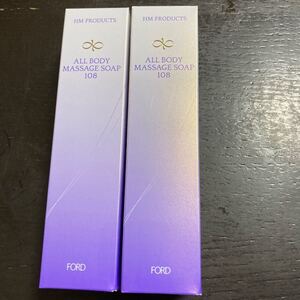 HM PRODUCTS
ALL BODY
MASSAGE SOAP
108
FORD
HM PRODUCTS
ALL BODY
MASSAGE SOAP
108
FORD